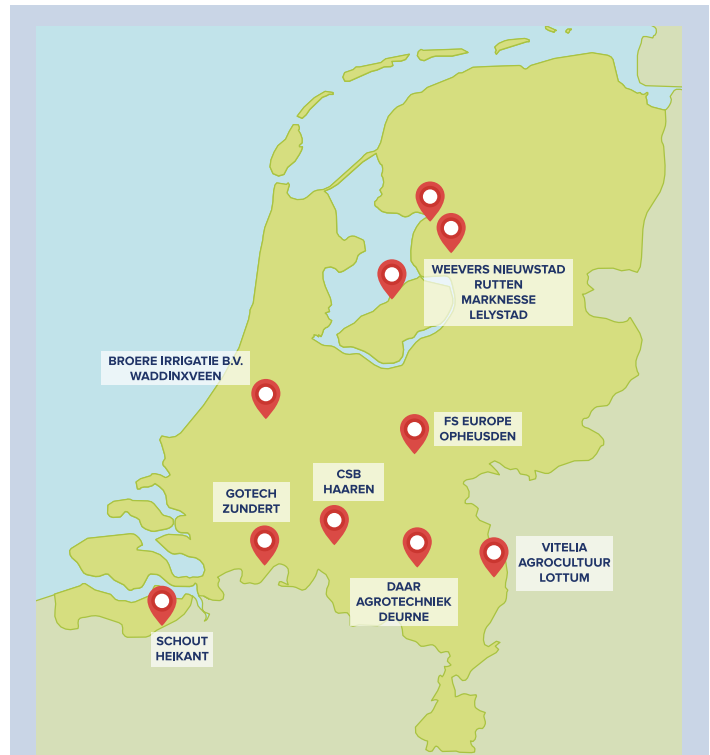 WEEVERS NIEUWSTAD
RUTTEN
MARKNESSE
LELYSTAD
BROERE IRRIGATIE B.V.
WADDINXVEEN
FS EUROPE
OPHEUSDEN
CSB
HAAREN
GOTECH
ZUNDERT
VITELIA
AGROCULTUUR
LOTTUM
DAAR
AGROTECHNIEK
DEURNE
SCHOUT
HEIKANT